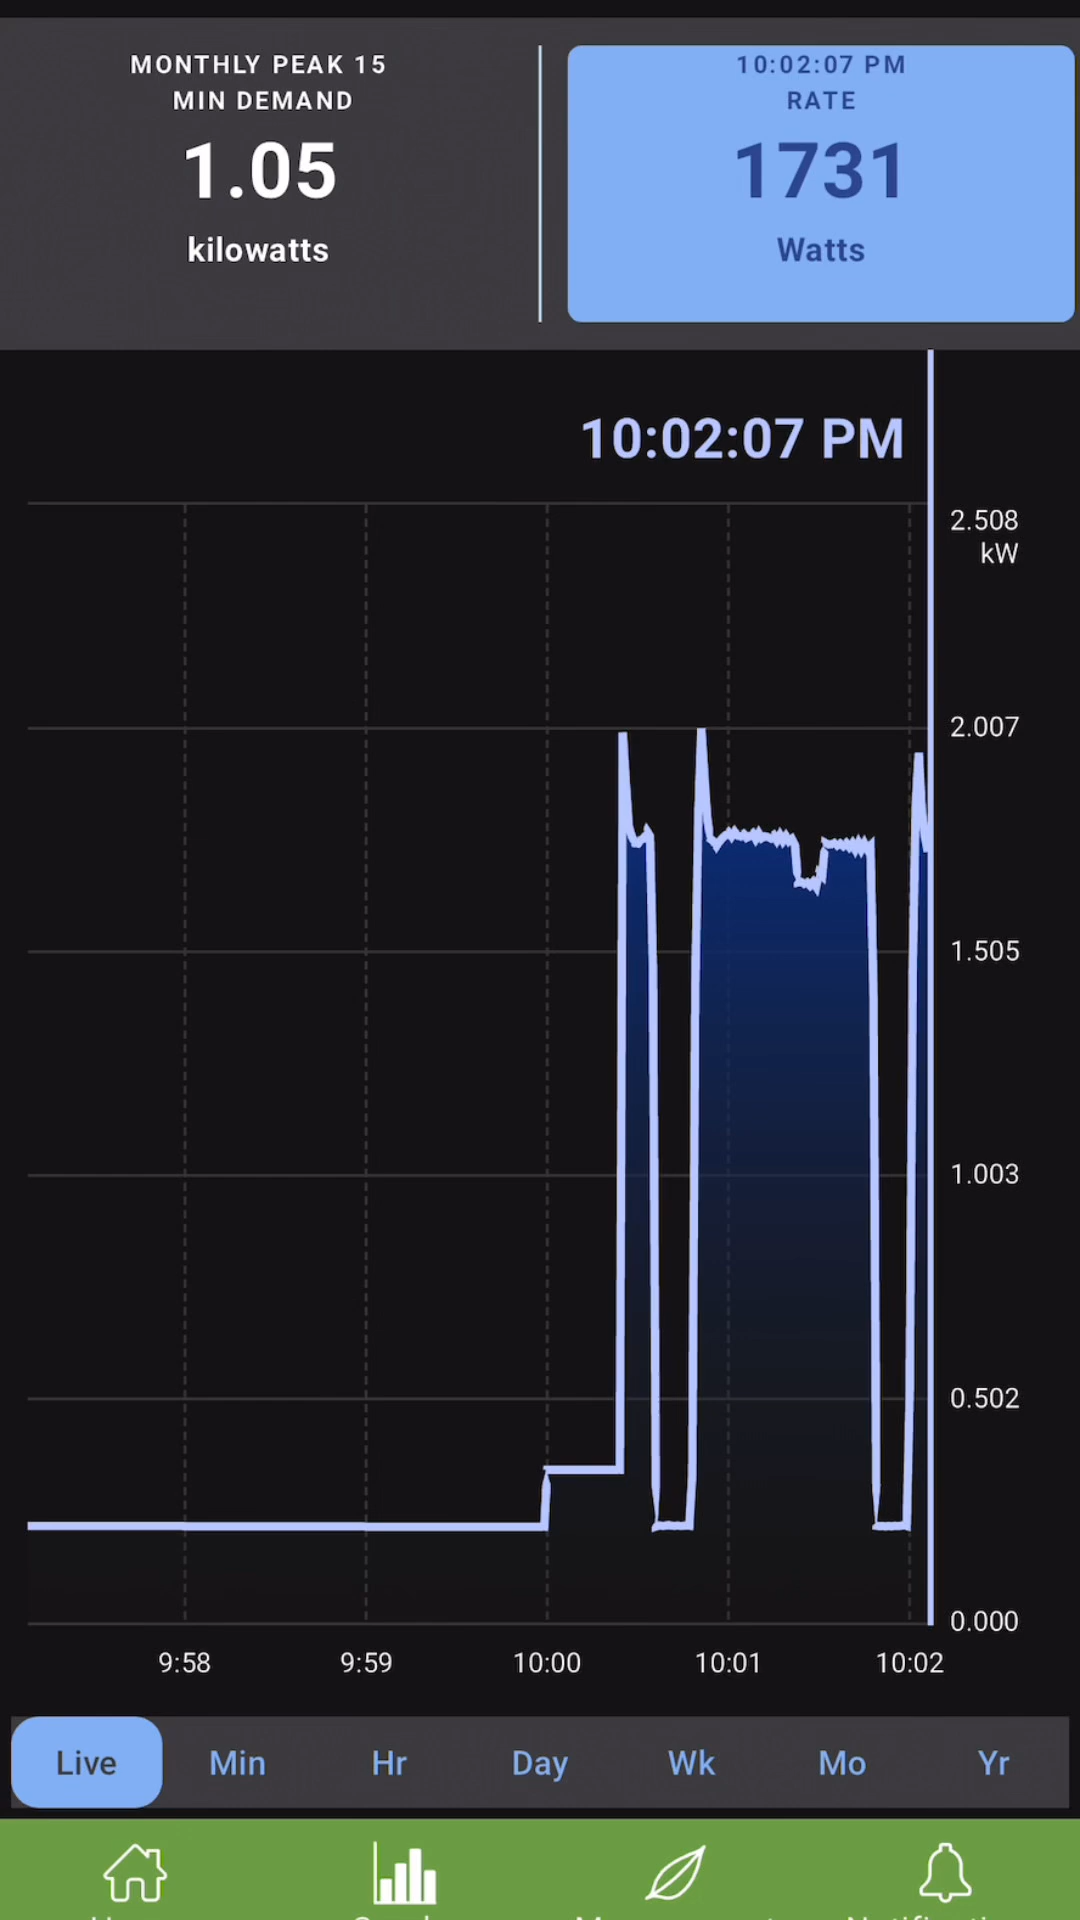 MONTHLY PEAK 15
MIN DEMAND
1.05
kilowatts
10:02:07 PM
RATE
1731
Watts
10:02:07 PM
2.508
kW
2.007
1.505
1.003
0.502
0.000
9:58
9:59
10:00
10:01
10:02
Live
Min
Hr
Day
Wk
Mo
Yr